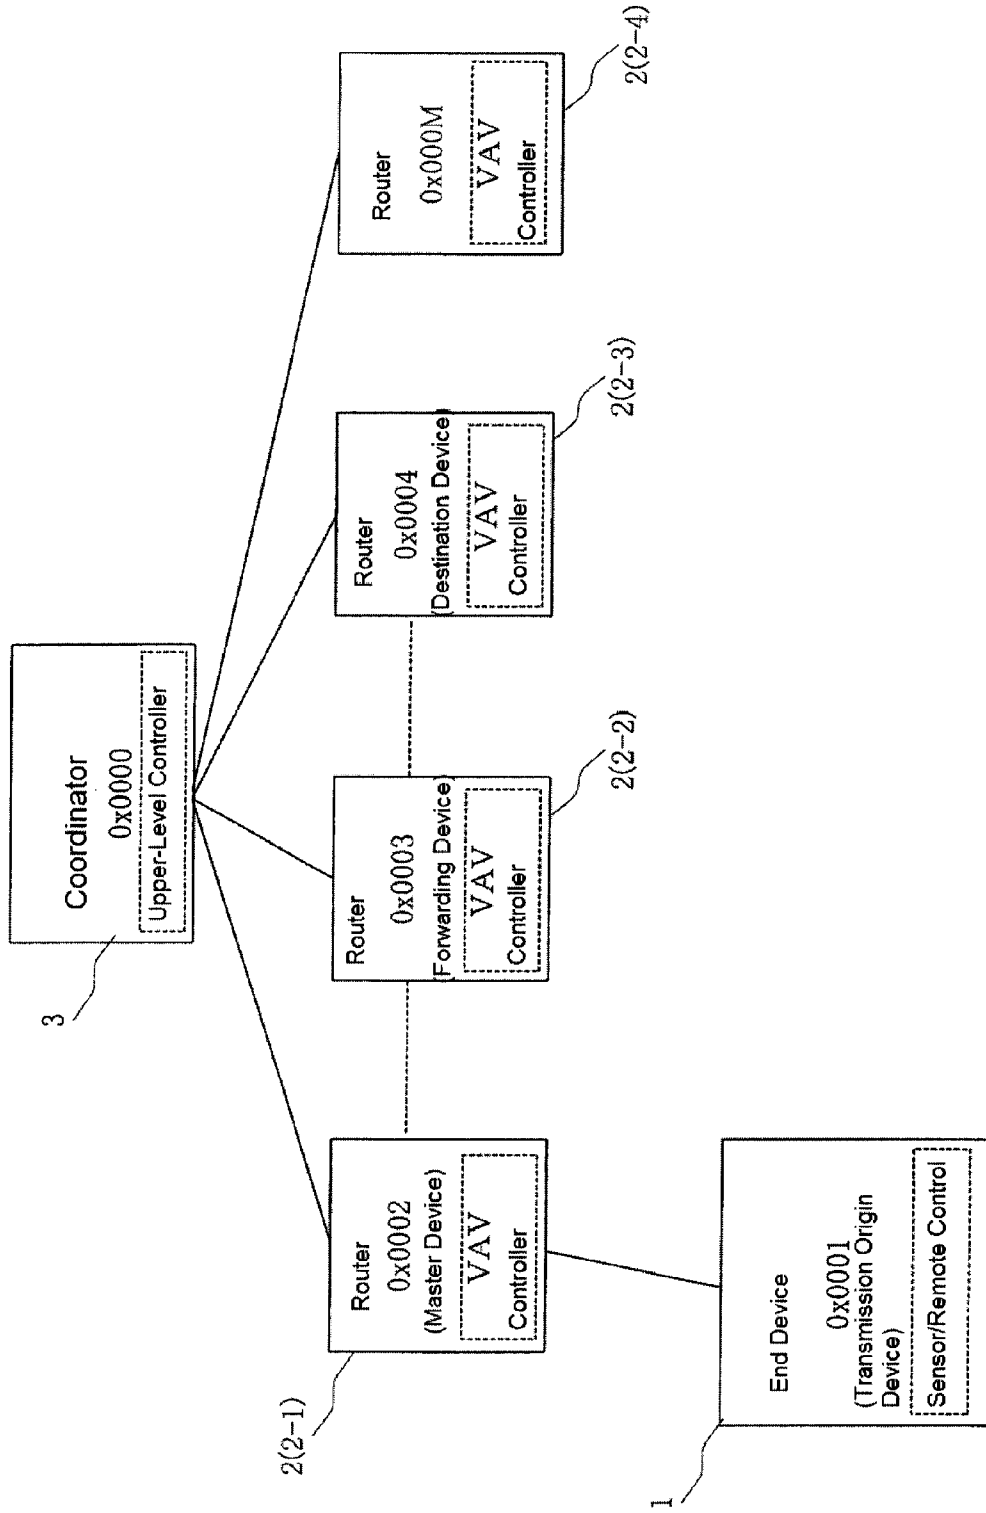 3
Coordinator
0x0000
Upper-Level Controller
2(2-1)
Router
0x0002
(Master Device)
VAV
Controller
Router
0x0003
(Forwarding Device)
VAV
Controller
2(2-2)
Router
0x0004
(Destination Device)
VAV
Controller
2(2-3)
Router
0x000M
VAV
Controller
2(2-4)
1
End Device
0x0001
(Transmission Origin
Device)
Sensor/Remote Control